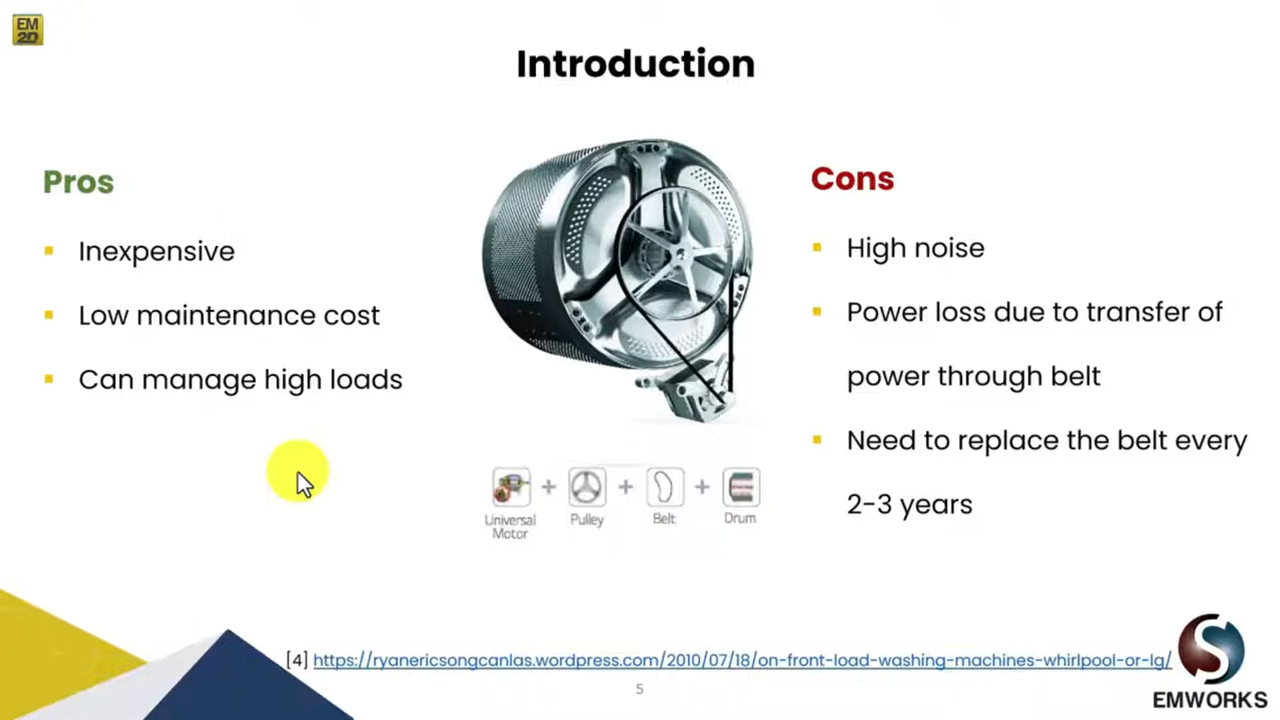 EM
2D
Introduction
Pros
Inexpensive
Low maintenance cost
Can manage high loads
Universal
Motor
+
Pulley
+
Belt
+
Drum
Cons
High noise
Power loss due to transfer of
power through belt
Need to replace the belt every
2-3 years
[4] https://ryanericsongcanlas.wordpress.com/2010/07/18/on-front-load-washing-machines-whirlpool-or-lg/
5
EMWORKS